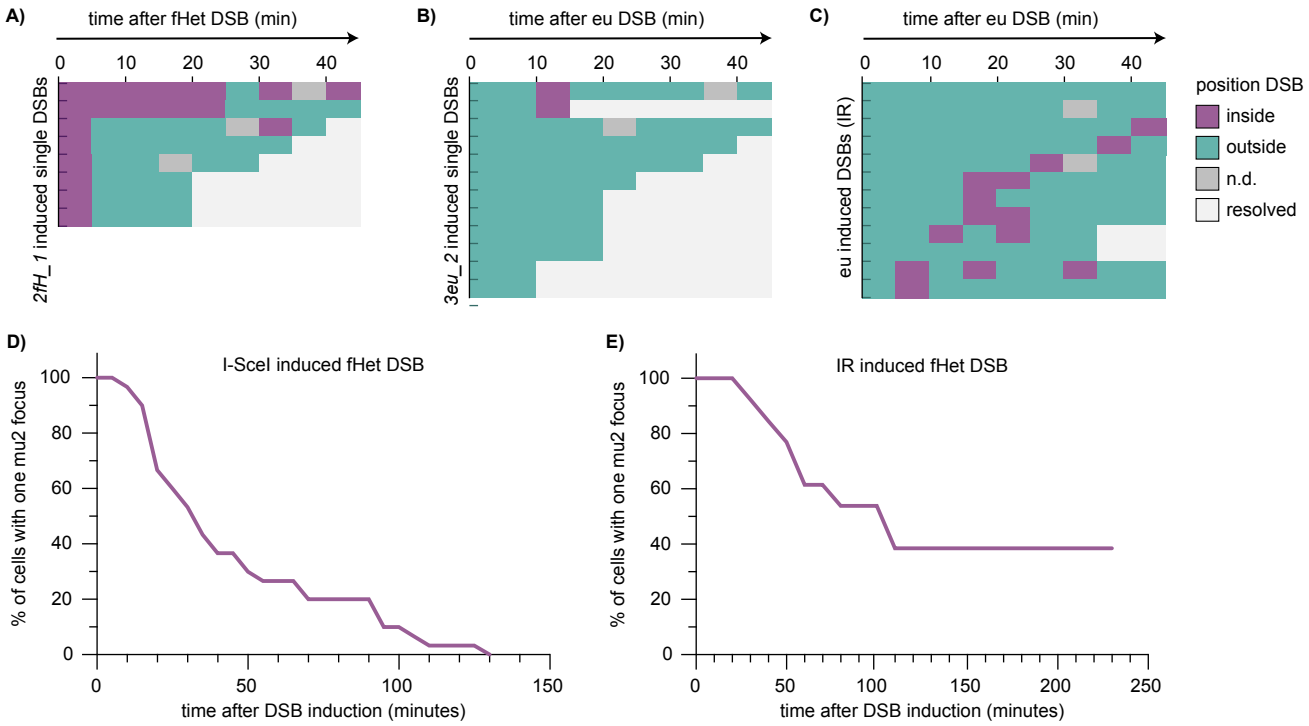 A)
time after fHet DSB (min)
0 10 20 30 40
2fH_1 induced single DSBs
B)
time after eu DSB (min)
0 10 20 30 40
3eu_2 induced single DSBs
C)
time after eu DSB (min)
0 10 20 30 40
eu induced DSBs (IR)
position DSB
inside
outside
n.d.
resolved
D)
I-SceI induced fHet DSB
% of cells with one mu2 focus
100
80
60
40
20
0
0 50 100 150
time after DSB induction (minutes)
E)
IR induced fHet DSB
% of cells with one mu2 focus
100
80
60
40
20
0
0 50 100 150 200 250
time after DSB induction (minutes)